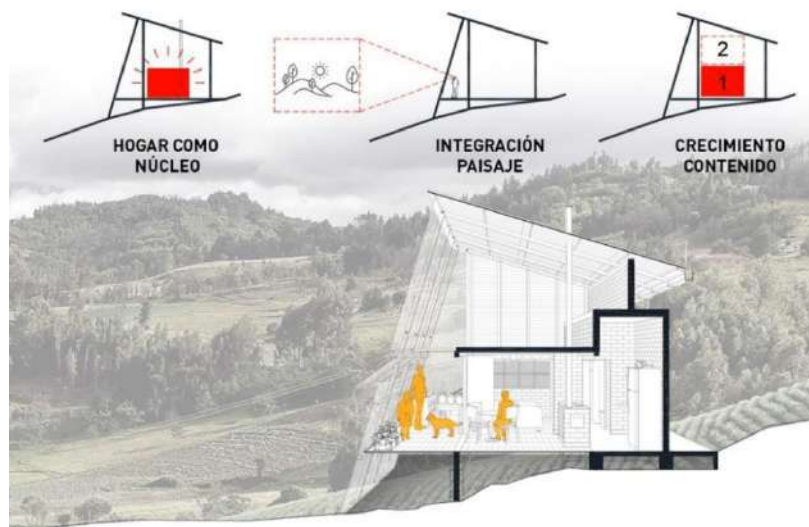 2
1
HOGAR COMO
NÚCLEO
INTEGRACIÓN
PAISAJE
CRECIMIENTO
CONTENIDO